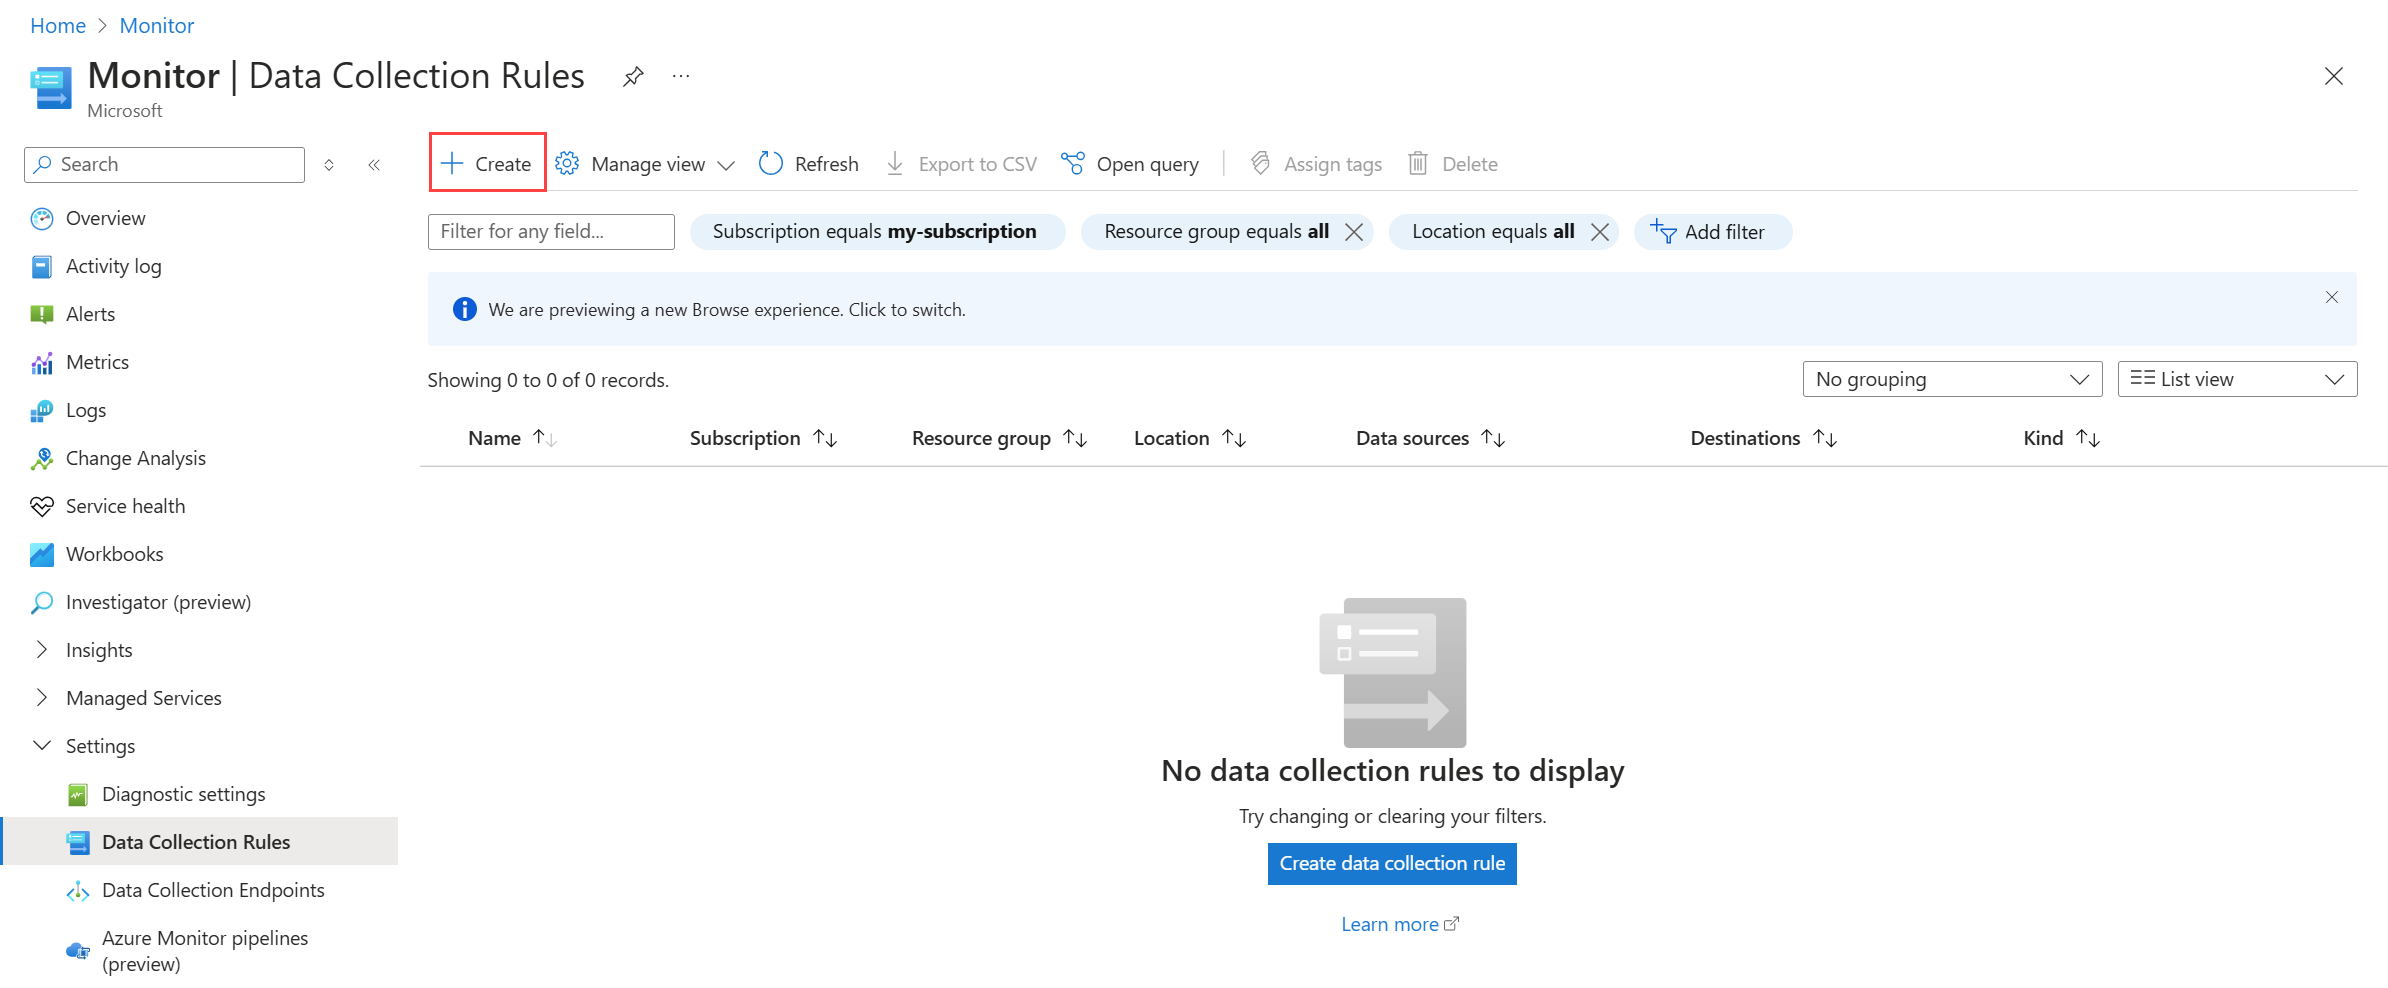 Home > Monitor
Monitor | Data Collection Rules ...
Microsoft
Search
Overview
Activity log
Alerts
Metrics
Logs
Change Analysis
Service health
Workbooks
Investigator (preview)
Insights
Managed Services
Settings
Diagnostic settings
Data Collection Rules
Data Collection Endpoints
Azure Monitor pipelines
(preview)
Create Manage view Refresh Export to CSV Open query Assign tags Delete
Filter for any field... Subscription equals my-subscription Resource group equals all Location equals all Add filter
We are previewing a new Browse experience. Click to switch.
Showing 0 to 0 of 0 records. No grouping List view
Name Subscription Resource group Location Data sources Destinations Kind
No data collection rules to display
Try changing or clearing your filters.
Create data collection rule
Learn more